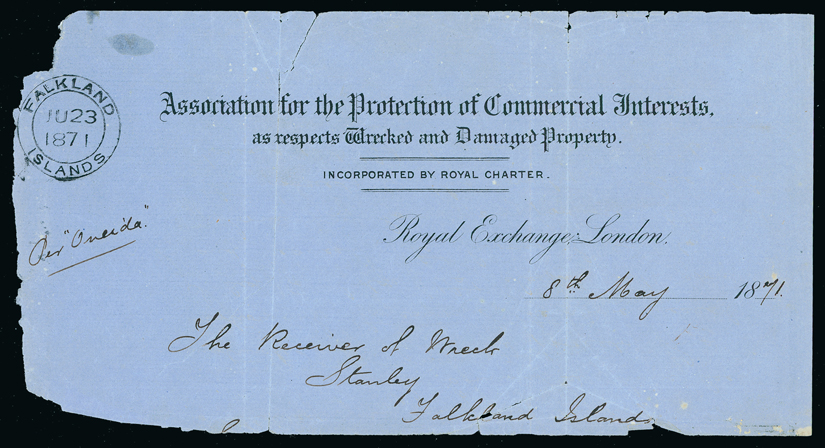 FALKLAND
JU 23
1871
ISLANDS
Association for the Protection of Commercial Interests,
as respects Wrecked and Damaged Property.
INCORPORATED BY ROYAL CHARTER.
Royal Exchange, London.
8th May 1871.
Per "Oneida".
The Receiver of Wreck
Stanley
Falkland Islands